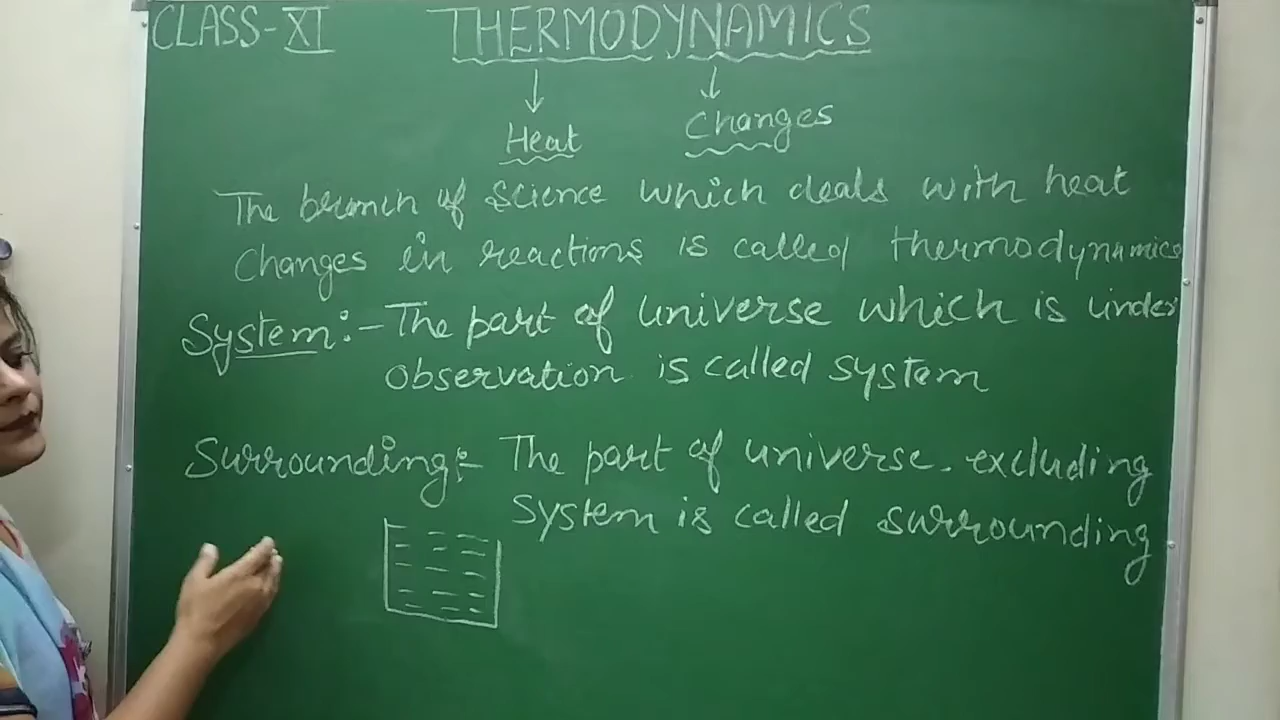 CLASS-XI
THERMODYNAMICS
Heat
Changes
The branch of science which deals with heat
changes in reactions is called thermodynamics
System:- The part of universe which is under
observation is called system
Surrounding:- The part of universe. excluding
System is called surrounding